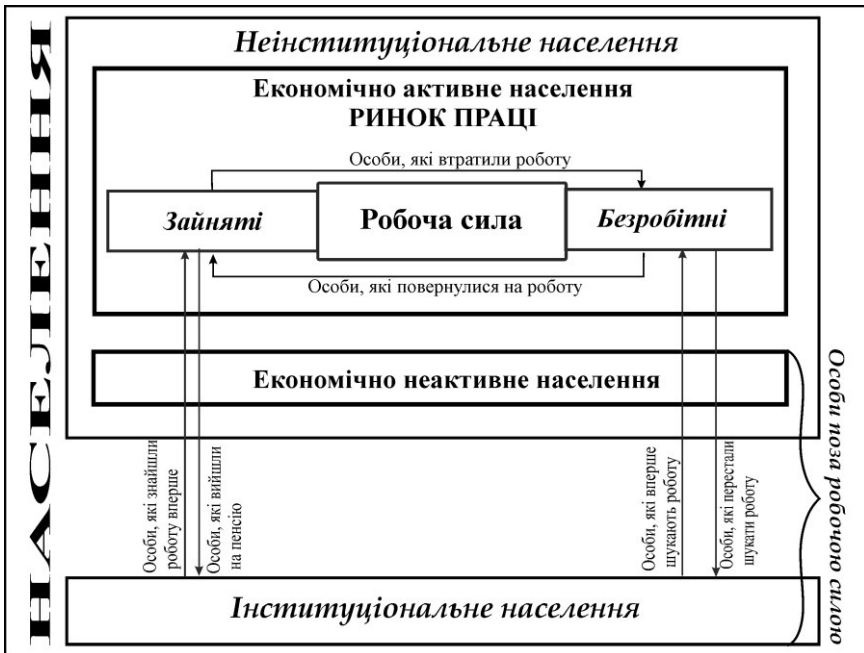 НАСЕЛЕННЯ
Неінституціональне населення
Економічно активне населення
РИНОК ПРАЦІ
Особи, які втратили роботу
Зайняті
Робоча сила
Безробітні
Особи, які повернулися на роботу
Економічно неактивне населення
Особи, які знайшли
роботу вперше
Особи, які вийшли
на пенсію
Особи, які вперше
шукають роботу
Особи, які перестали
шукати роботу
Інституціональне населення
Особи поза робочою силою